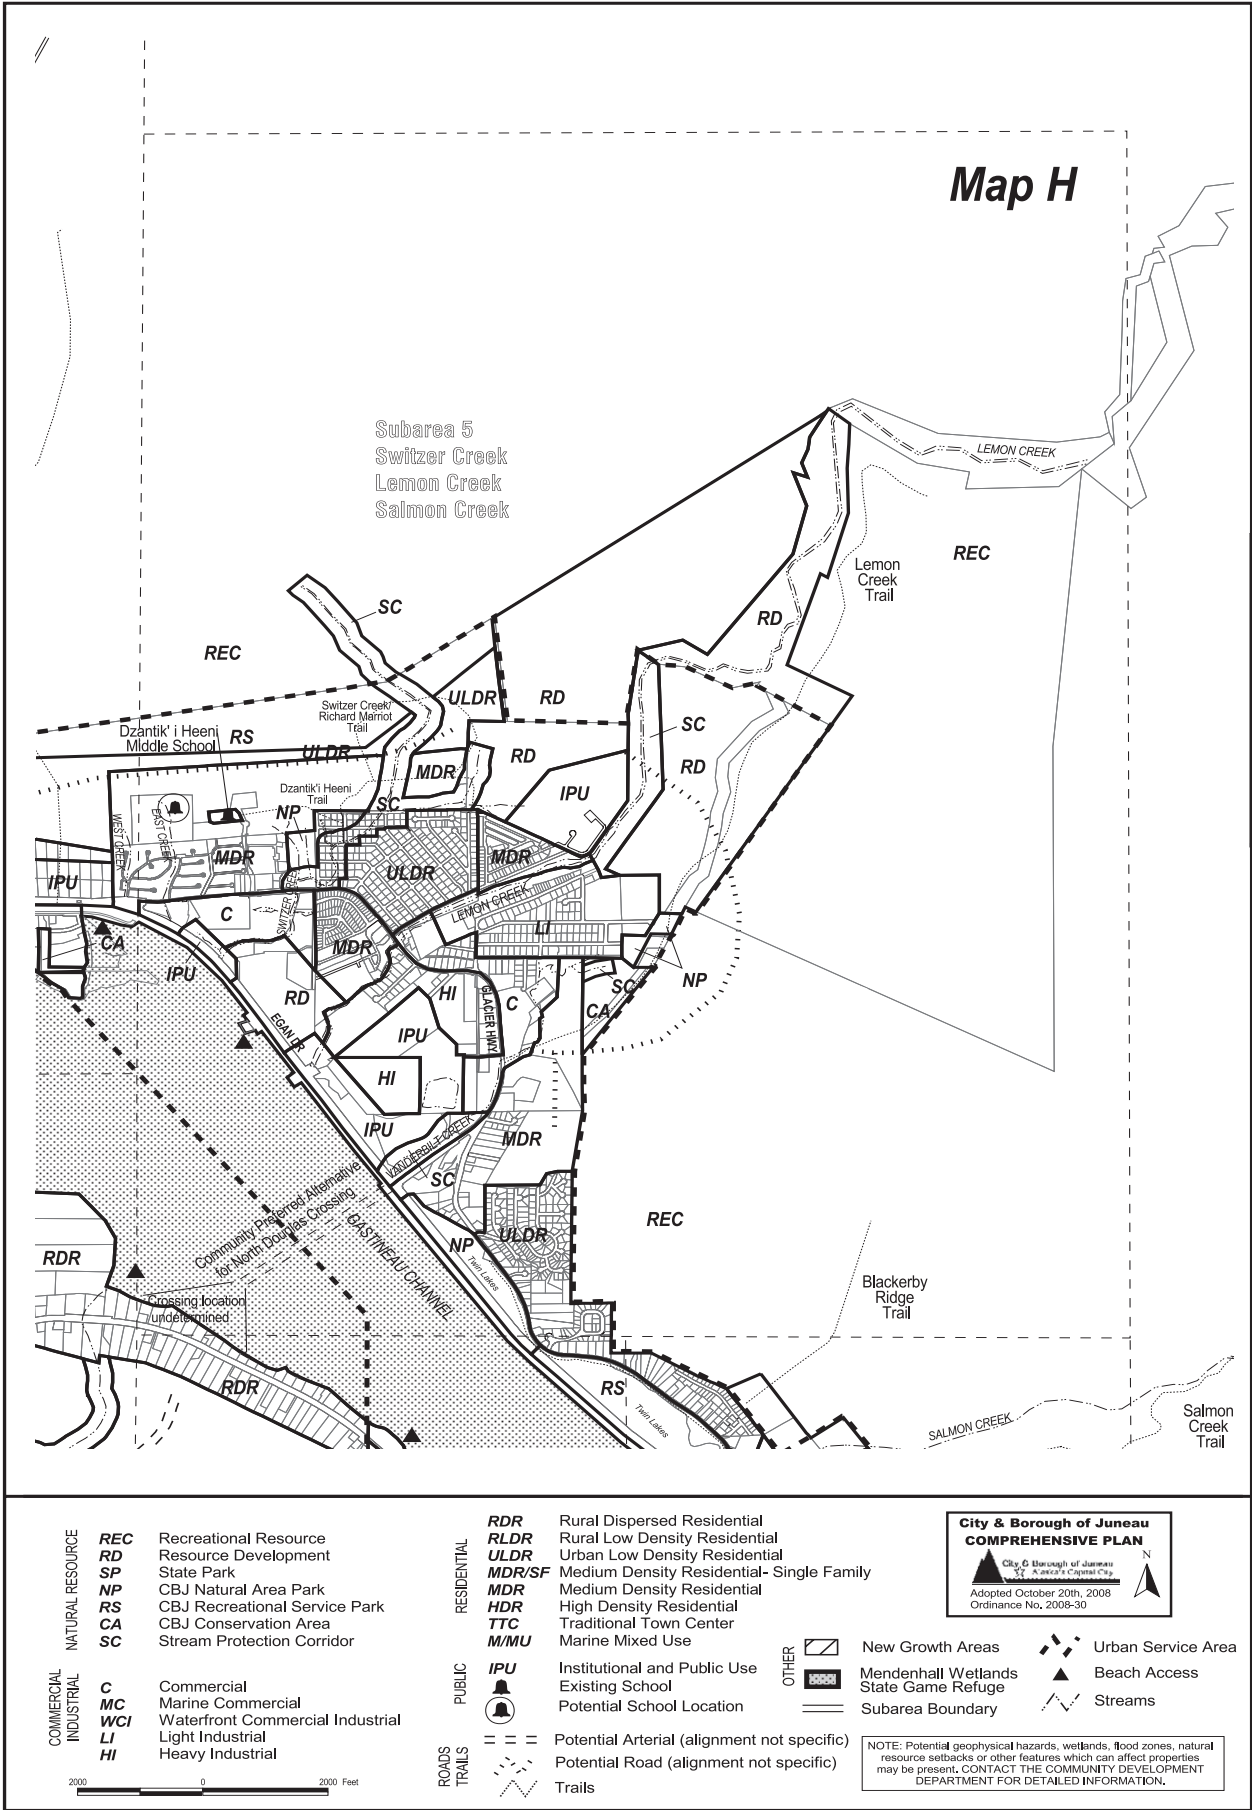 Map H
Subarea 5
Switzer Creek
Lemon Creek
Salmon Creek
LEMON CREEK
REC
Lemon
Creek
Trail
SC
RD
REC
Switzer Creek/
Richard Marriot
Trail
ULDR
RD
SC
Dzantik' i Heeni
Middle School
RS
ULDR
MDR
RD
RD
IPU
Dzantik'i Heeni
Trail
NP
SC
WEST CREEK
EAST CREEK
MDR
ULDR
MDR
IPU
SWITZER CREEK
C
LEMON CREEK
LI
CA
IPU
MDR
NP
RD
HI
GLACIER HWY
C
SC
CA
EGAN DR
IPU
HI
IPU
VANDERBILT CREEK
MDR
SC
Community Preferred Alternative
for North Douglas Crossing
GASTINEAU CHANNEL
NP
ULDR
REC
RDR
Twin Lakes
Crossing location
undetermined
Blackerby
Ridge
Trail
RDR
RS
Twin Lakes
SALMON CREEK
Salmon
Creek
Trail
NATURAL RESOURCE
REC Recreational Resource
RD Resource Development
SP State Park
NP CBJ Natural Area Park
RS CBJ Recreational Service Park
CA CBJ Conservation Area
SC Stream Protection Corridor
COMMERCIAL
INDUSTRIAL
C Commercial
MC Marine Commercial
WCI Waterfront Commercial Industrial
LI Light Industrial
HI Heavy Industrial
2000 0 2000 Feet
RESIDENTIAL
RDR Rural Dispersed Residential
RLDR Rural Low Density Residential
ULDR Urban Low Density Residential
MDR/SF Medium Density Residential- Single Family
MDR Medium Density Residential
HDR High Density Residential
TTC Traditional Town Center
M/MU Marine Mixed Use
PUBLIC
IPU Institutional and Public Use
Existing School
Potential School Location
ROADS
TRAILS
Potential Arterial (alignment not specific)
Potential Road (alignment not specific)
Trails
City & Borough of Juneau
COMPREHENSIVE PLAN
City & Borough of Juneau
Alaska's Capital City
N
Adopted October 20th, 2008
Ordinance No. 2008-30
OTHER
New Growth Areas
Mendenhall Wetlands
State Game Refuge
Subarea Boundary
Urban Service Area
Beach Access
Streams
NOTE: Potential geophysical hazards, wetlands, flood zones, natural
resource setbacks or other features which can affect properties
may be present. CONTACT THE COMMUNITY DEVELOPMENT
DEPARTMENT FOR DETAILED INFORMATION.